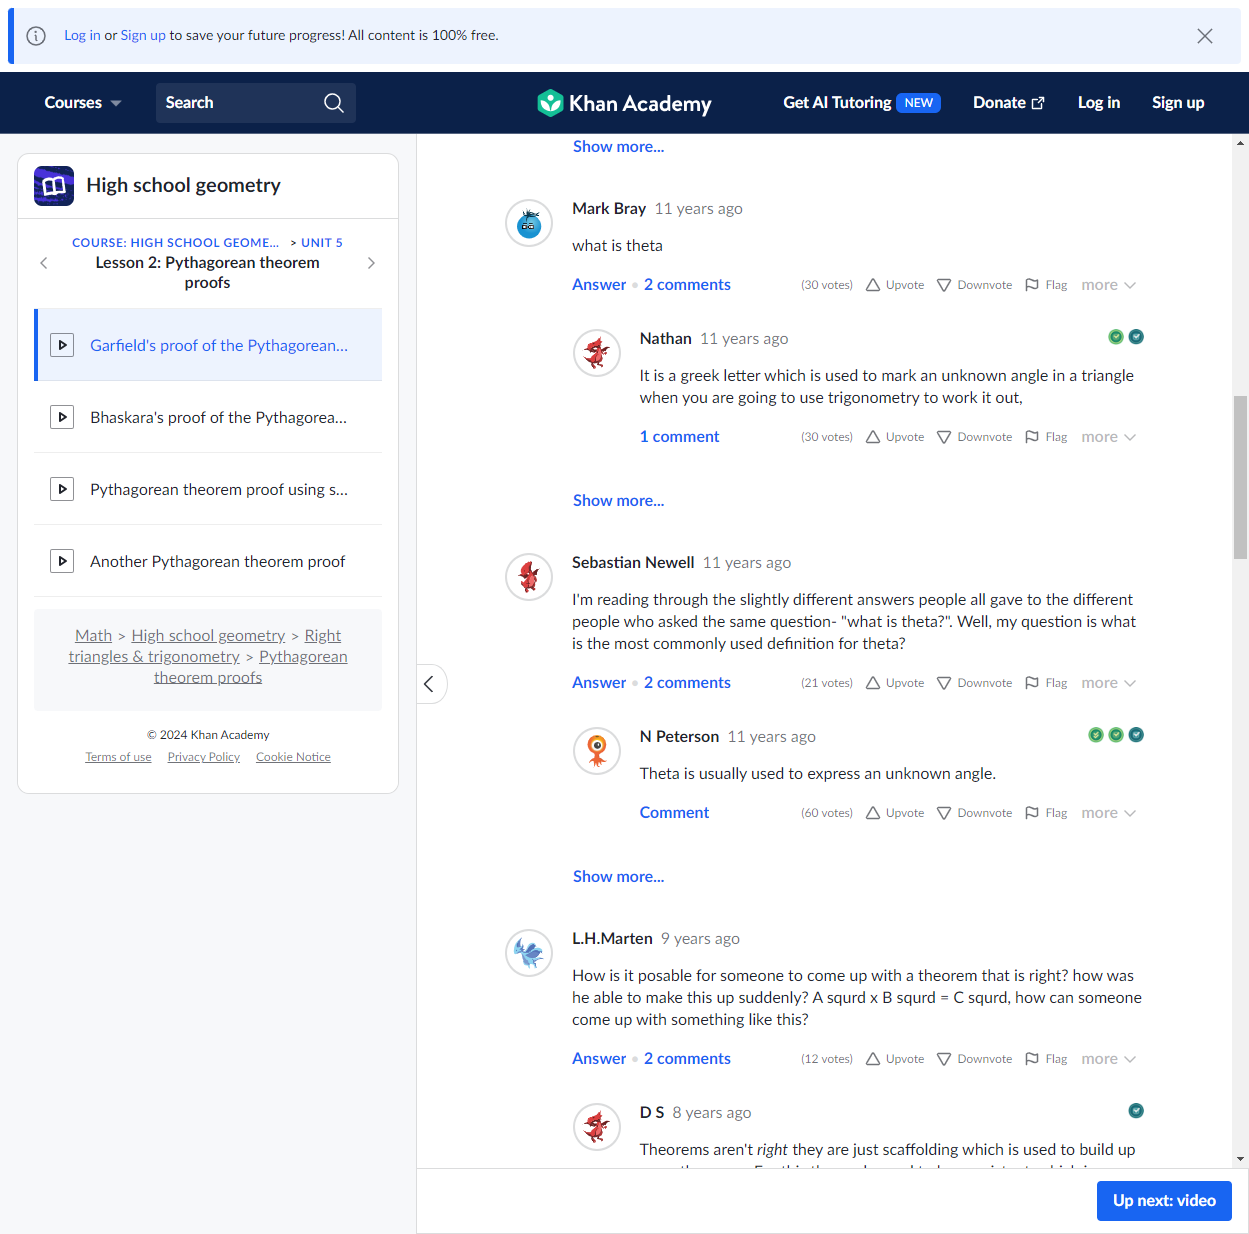 Log in or Sign up to save your future progress! All content is 100% free.
Courses
Search
Khan Academy
Get AI Tutoring NEW
Donate
Log in
Sign up
High school geometry
COURSE: HIGH SCHOOL GEOME... > UNIT 5
Lesson 2: Pythagorean theorem
proofs
Garfield's proof of the Pythagorean...
Bhaskara's proof of the Pythagorea...
Pythagorean theorem proof using s...
Another Pythagorean theorem proof
Math > High school geometry > Right
triangles & trigonometry > Pythagorean
theorem proofs
© 2024 Khan Academy
Terms of use Privacy Policy Cookie Notice
Show more...
Mark Bray 11 years ago
what is theta
Answer • 2 comments (30 votes) Upvote Downvote Flag more
Nathan 11 years ago
It is a greek letter which is used to mark an unknown angle in a triangle
when you are going to use trigonometry to work it out,
1 comment (30 votes) Upvote Downvote Flag more
Show more...
Sebastian Newell 11 years ago
I'm reading through the slightly different answers people all gave to the different
people who asked the same question- "what is theta?". Well, my question is what
is the most commonly used definition for theta?
Answer • 2 comments (21 votes) Upvote Downvote Flag more
N Peterson 11 years ago
Theta is usually used to express an unknown angle.
Comment (60 votes) Upvote Downvote Flag more
Show more...
L.H.Marten 9 years ago
How is it posable for someone to come up with a theorem that is right? how was
he able to make this up suddenly? A squrd x B squrd = C squrd, how can someone
come up with something like this?
Answer • 2 comments (12 votes) Upvote Downvote Flag more
D S 8 years ago
Theorems aren't right they are just scaffolding which is used to build up
Up next: video